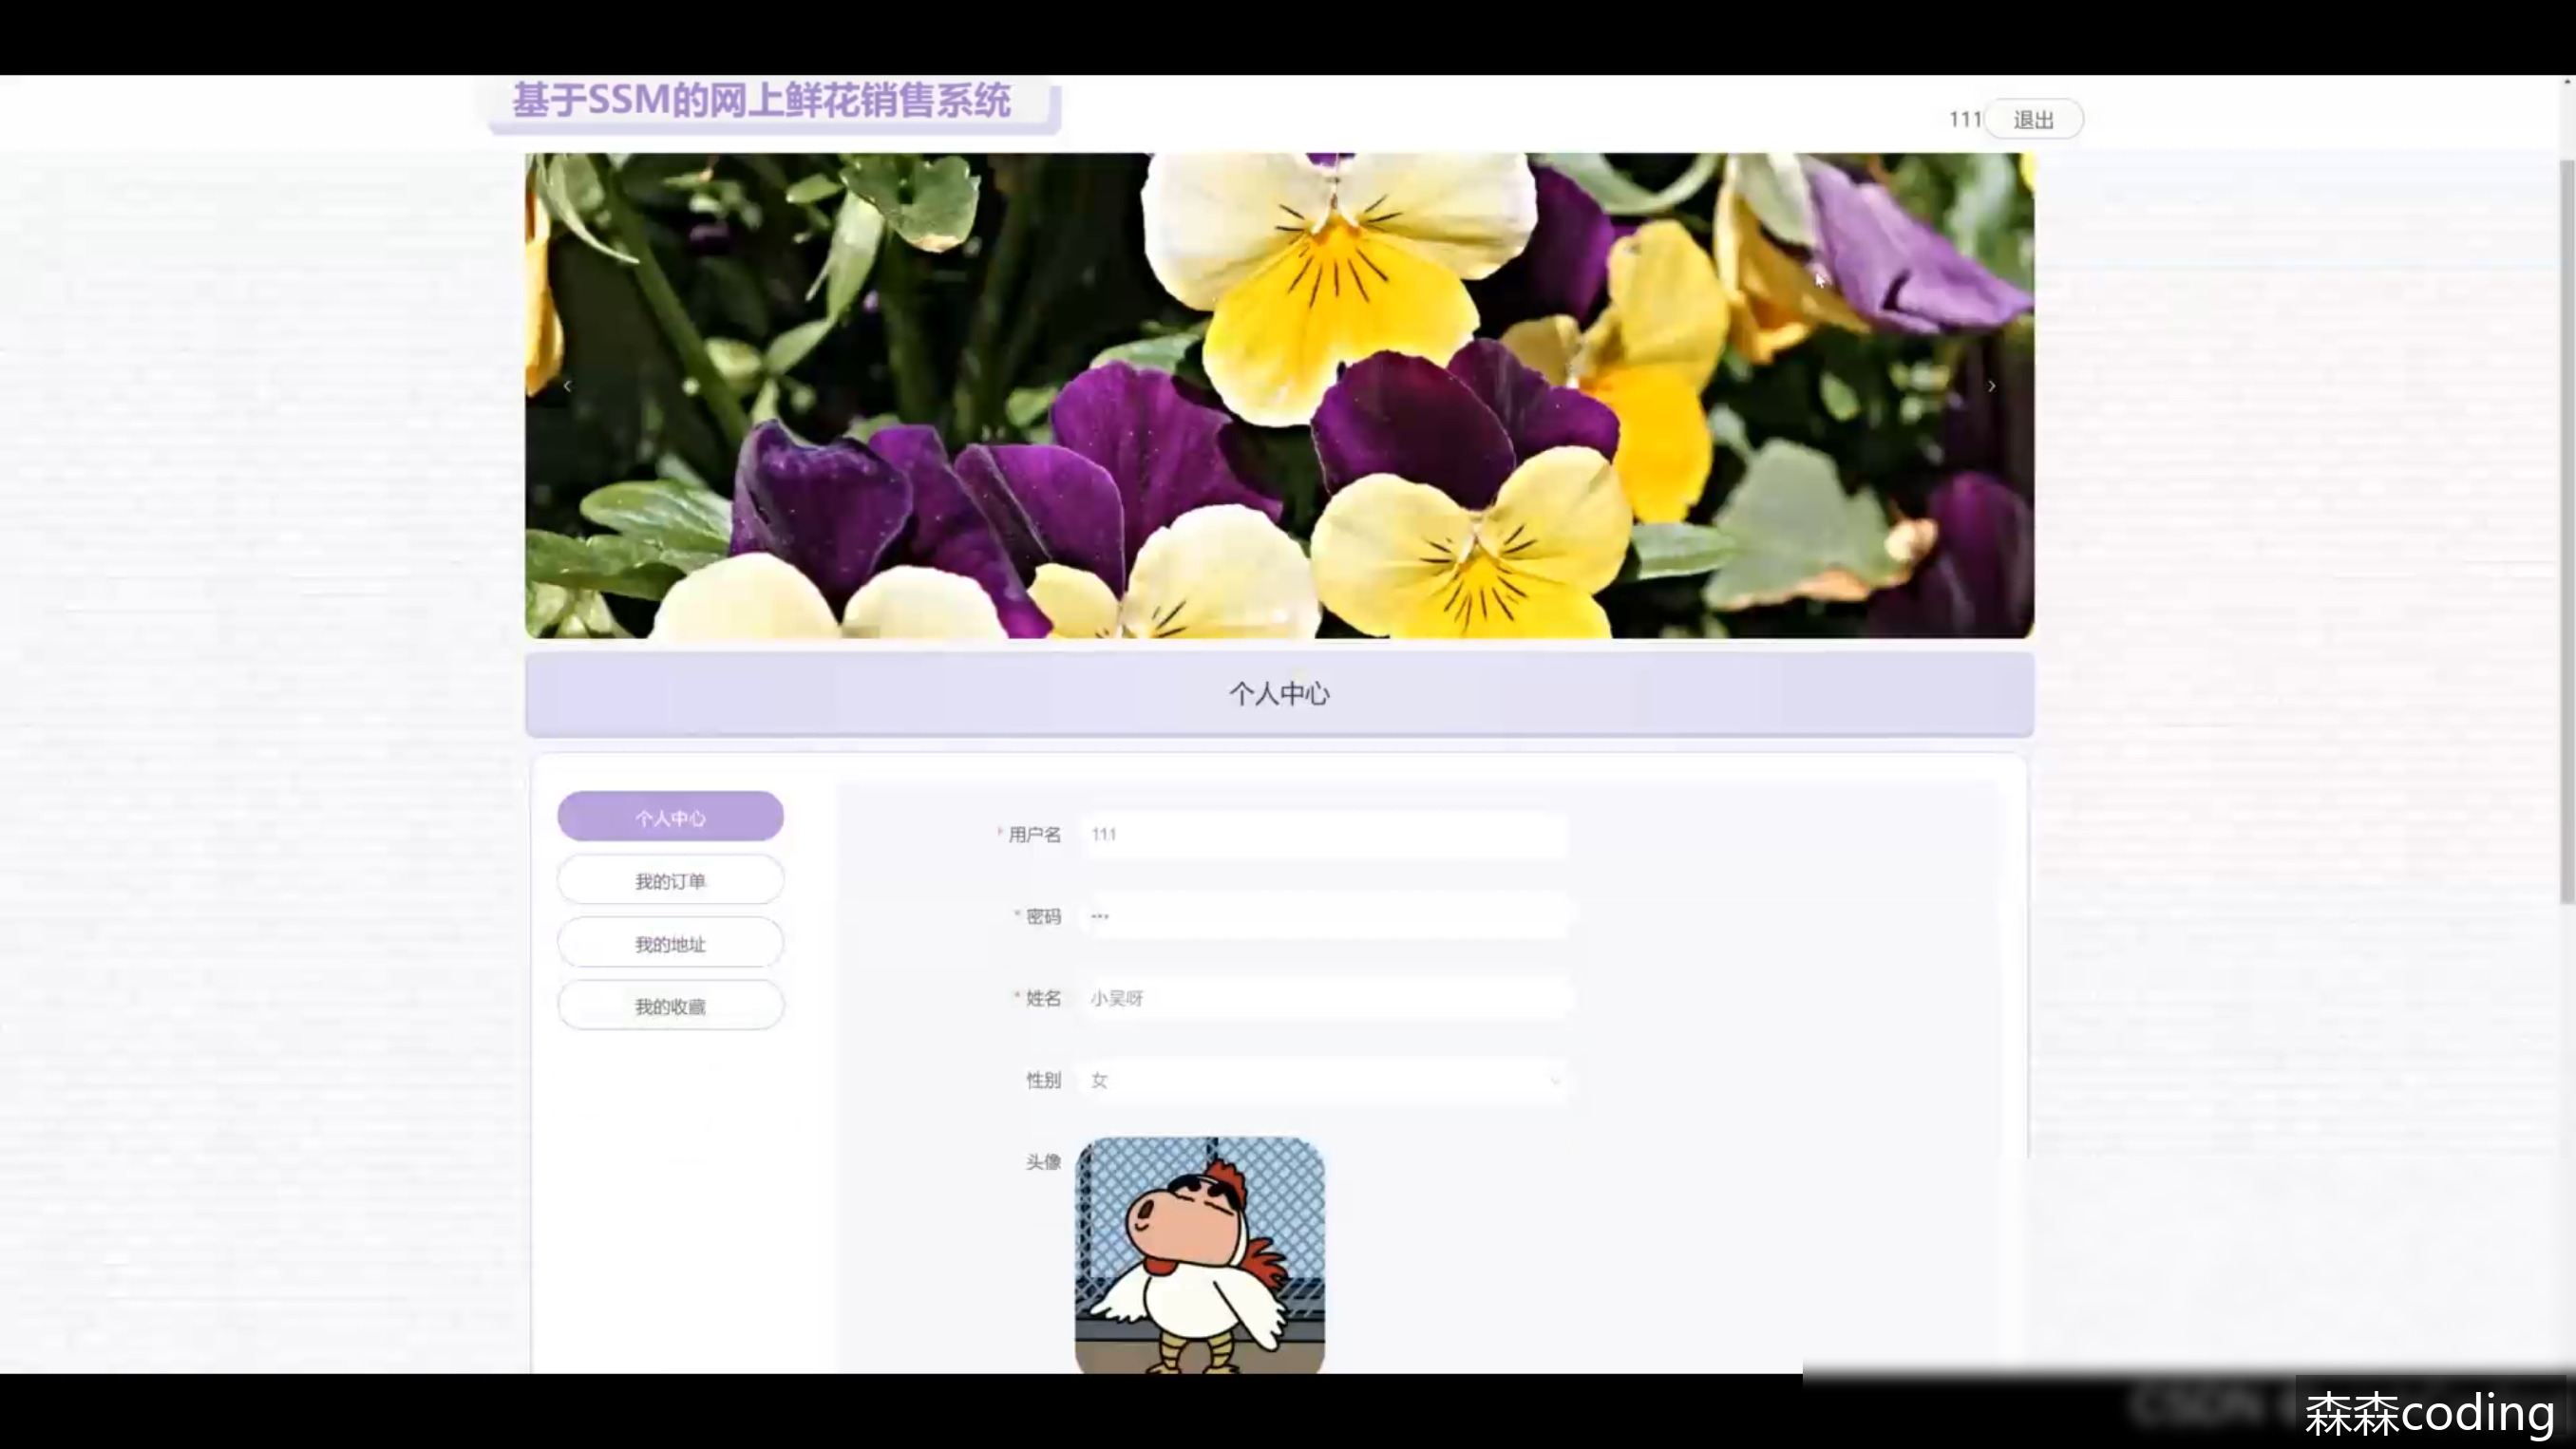 基于SSM的网上鲜花销售系统
111
退出
个人中心
个人中心
我的订单
我的地址
我的收藏
* 用户名
111
* 密码
•••
* 姓名
小吴呀
性别
女
头像
森森coding